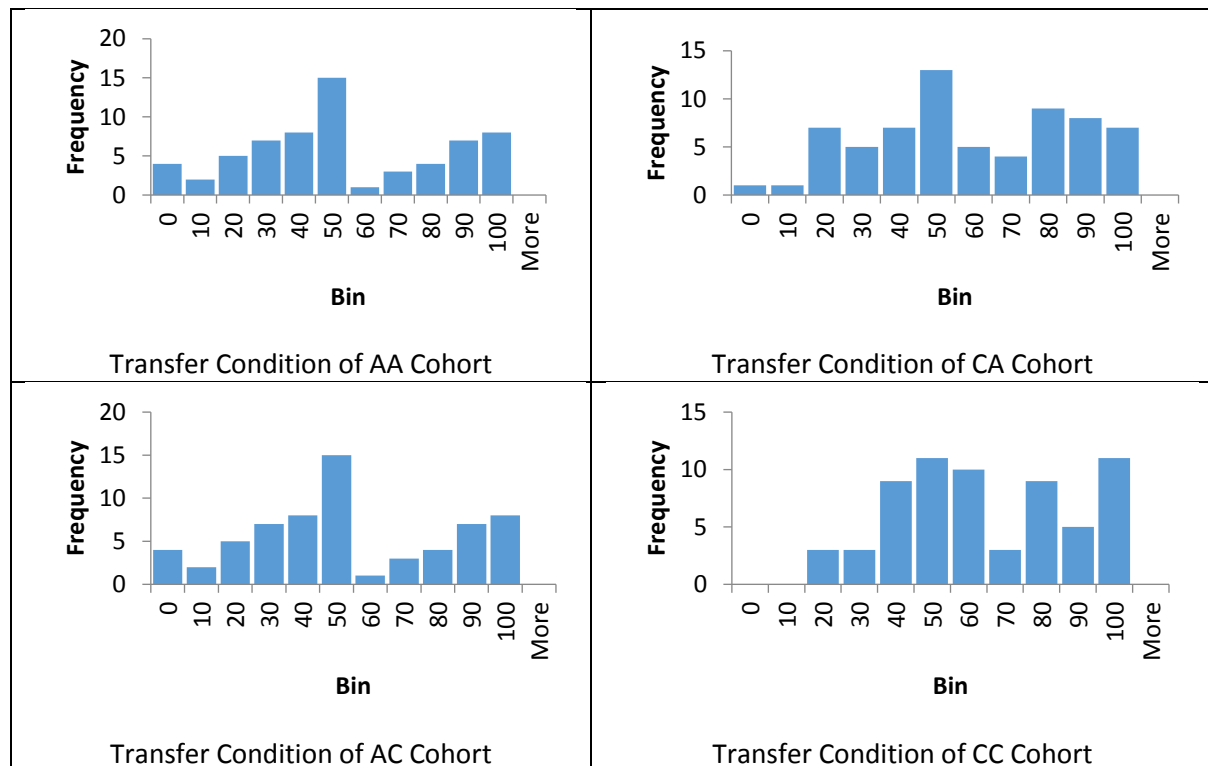 20
15
10
5
0
Frequency
0 10 20 30 40 50 60 70 80 90 100 More
Bin
Transfer Condition of AA Cohort
15
10
5
0
Frequency
0 10 20 30 40 50 60 70 80 90 100 More
Bin
Transfer Condition of CA Cohort
20
15
10
5
0
Frequency
0 10 20 30 40 50 60 70 80 90 100 More
Bin
Transfer Condition of AC Cohort
15
10
5
0
Frequency
0 10 20 30 40 50 60 70 80 90 100 More
Bin
Transfer Condition of CC Cohort